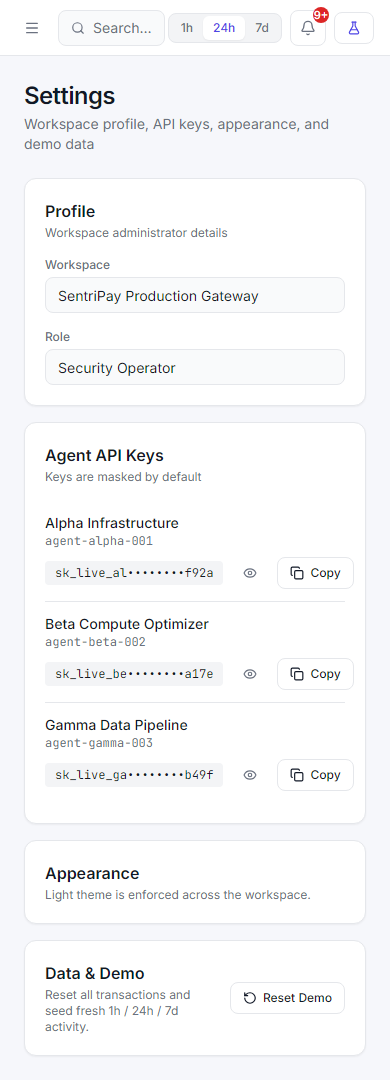 Search...
1h
24h
7d
9+
Settings
Workspace profile, API keys, appearance, and
demo data
Profile
Workspace administrator details
Workspace
SentriPay Production Gateway
Role
Security Operator
Agent API Keys
Keys are masked by default
Alpha Infrastructure
agent-alpha-001
sk_live_al••••••••f92a
Copy
Beta Compute Optimizer
agent-beta-002
sk_live_be••••••••a17e
Copy
Gamma Data Pipeline
agent-gamma-003
sk_live_ga••••••••b49f
Copy
Appearance
Light theme is enforced across the workspace.
Data & Demo
Reset all transactions and
seed fresh 1h / 24h / 7d
activity.
Reset Demo